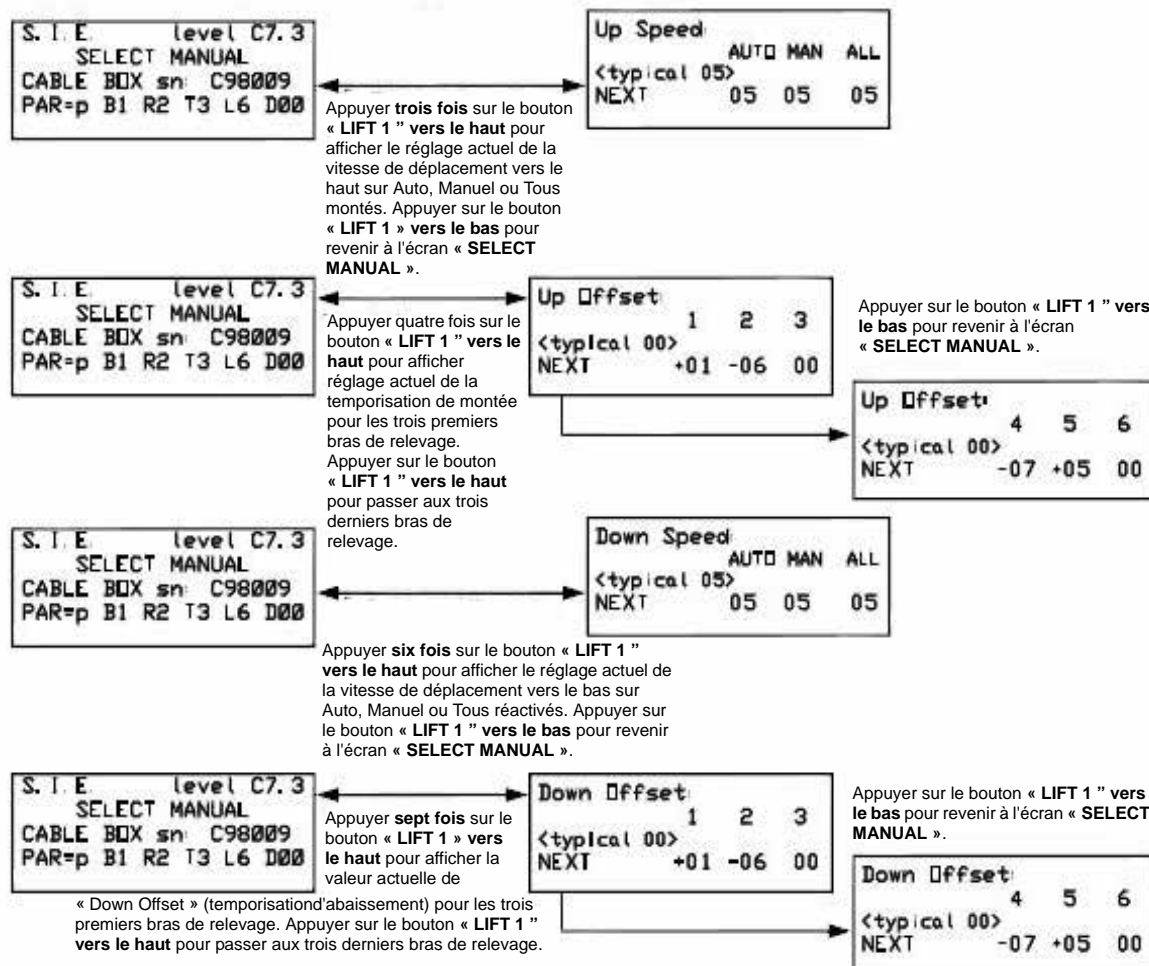 S. I. E. level C7.3
SELECT MANUAL
CABLE BOX sn: C98009
PAR=p B1 R2 T3 L6 D00
Appuyer trois fois sur le bouton
« LIFT 1 ” vers le haut pour
afficher le réglage actuel de la
vitesse de déplacement vers le
haut sur Auto, Manuel ou Tous
montés. Appuyer sur le bouton
« LIFT 1 » vers le bas pour
revenir à l'écran « SELECT
MANUAL ».
Up Speed:
AUTO MAN ALL
<typical 05>
NEXT 05 05 05
S. I. E. level C7.3
SELECT MANUAL
CABLE BOX sn: C98009
PAR=p B1 R2 T3 L6 D00
Appuyer quatre fois sur le
bouton « LIFT 1 ” vers le
haut pour afficher
réglage actuel de la
temporisation de montée
pour les trois premiers
bras de relevage.
Appuyer sur le bouton
« LIFT 1 ” vers le haut
pour passer aux trois
derniers bras de
relevage.
Up Offset:
1 2 3
<typical 00>
NEXT +01 -06 00
Appuyer sur le bouton « LIFT 1 ” vers
le bas pour revenir à l'écran
« SELECT MANUAL ».
Up Offset:
4 5 6
<typical 00>
NEXT -07 +05 00
S. I. E. level C7.3
SELECT MANUAL
CABLE BOX sn: C98009
PAR=p B1 R2 T3 L6 D00
Down Speed:
AUTO MAN ALL
<typical 05>
NEXT 05 05 05
Appuyer six fois sur le bouton « LIFT 1 ”
vers le haut pour afficher le réglage actuel de
la vitesse de déplacement vers le bas sur
Auto, Manuel ou Tous réactivés. Appuyer sur
le bouton « LIFT 1 ” vers le bas pour revenir
à l'écran « SELECT MANUAL ».
S. I. E. level C7.3
SELECT MANUAL
CABLE BOX sn: C98009
PAR=p B1 R2 T3 L6 D00
Appuyer sept fois sur le
bouton « LIFT 1 » vers
le haut pour afficher la
valeur actuelle de
« Down Offset » (temporisationd'abaissement) pour les trois
premiers bras de relevage. Appuyer sur le bouton « LIFT 1 ”
vers le haut pour passer aux trois derniers bras de relevage.
Down Offset:
1 2 3
<typical 00>
NEXT +01 -06 00
Appuyer sur le bouton « LIFT 1 ” vers
le bas pour revenir à l'écran « SELECT
MANUAL ».
Down Offset:
4 5 6
<typical 00>
NEXT -07 +05 00